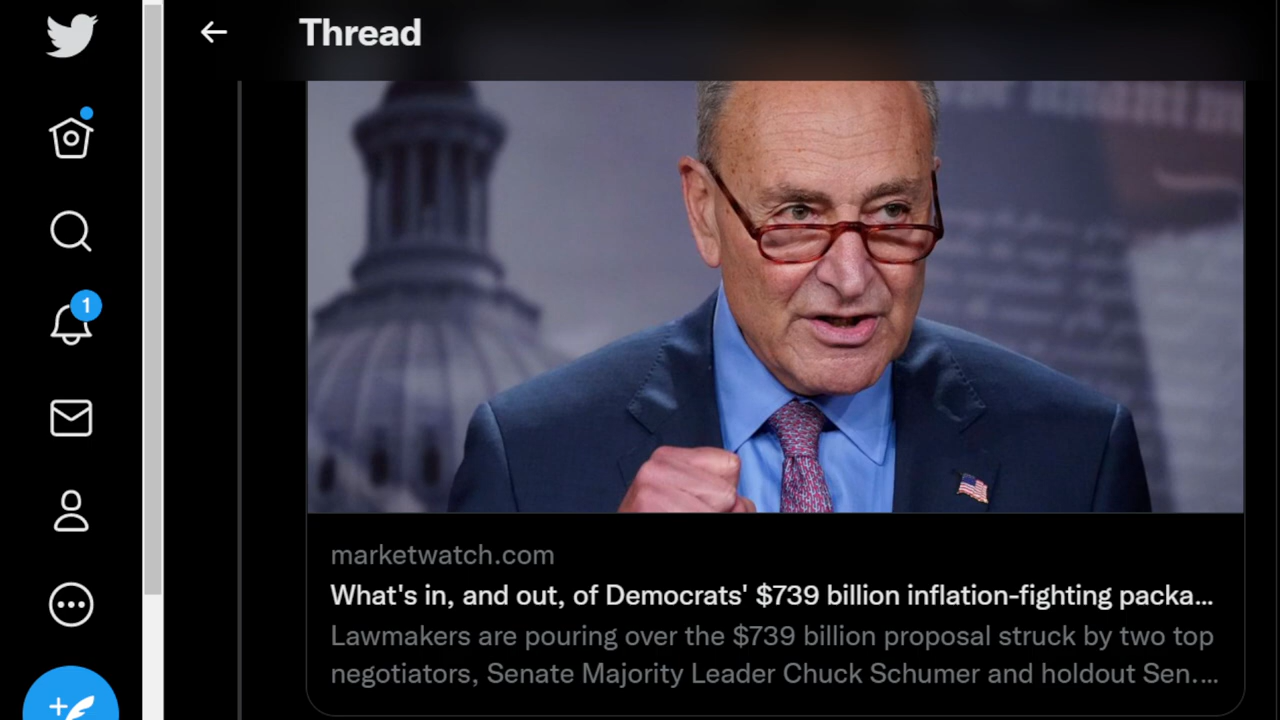 Thread
1
marketwatch.com
What's in, and out, of Democrats' $739 billion inflation-fighting packa...
Lawmakers are pouring over the $739 billion proposal struck by two top
negotiators, Senate Majority Leader Chuck Schumer and holdout Sen....